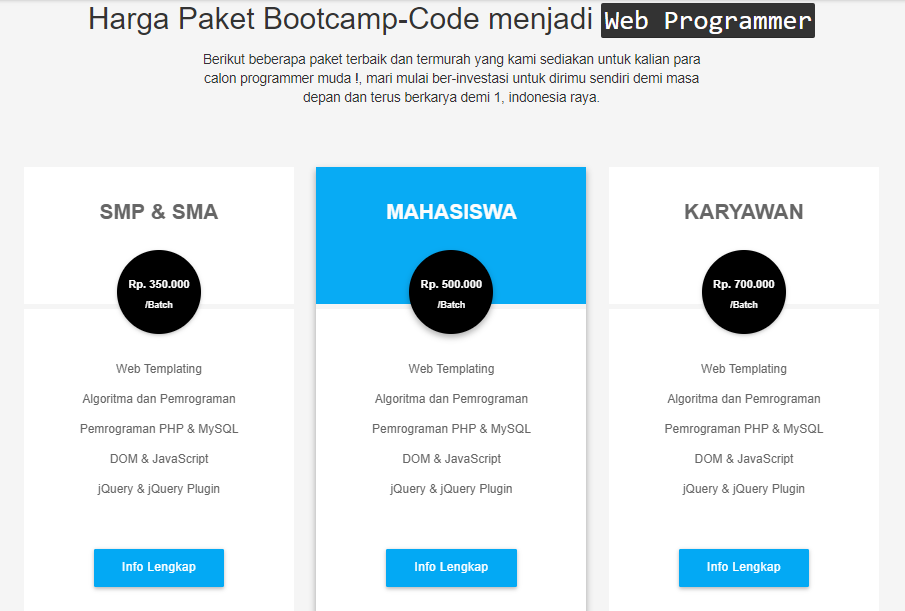 Harga Paket Bootcamp-Code menjadi Web Programmer
Berikut beberapa paket terbaik dan termurah yang kami sediakan untuk kalian para
calon programmer muda !, mari mulai ber-investasi untuk dirimu sendiri demi masa
depan dan terus berkarya demi 1, indonesia raya.
SMP & SMA
Rp. 350.000
/Batch
Web Templating
Algoritma dan Pemrograman
Pemrograman PHP & MySQL
DOM & JavaScript
jQuery & jQuery Plugin
Info Lengkap
MAHASISWA
Rp. 500.000
/Batch
Web Templating
Algoritma dan Pemrograman
Pemrograman PHP & MySQL
DOM & JavaScript
jQuery & jQuery Plugin
Info Lengkap
KARYAWAN
Rp. 700.000
/Batch
Web Templating
Algoritma dan Pemrograman
Pemrograman PHP & MySQL
DOM & JavaScript
jQuery & jQuery Plugin
Info Lengkap